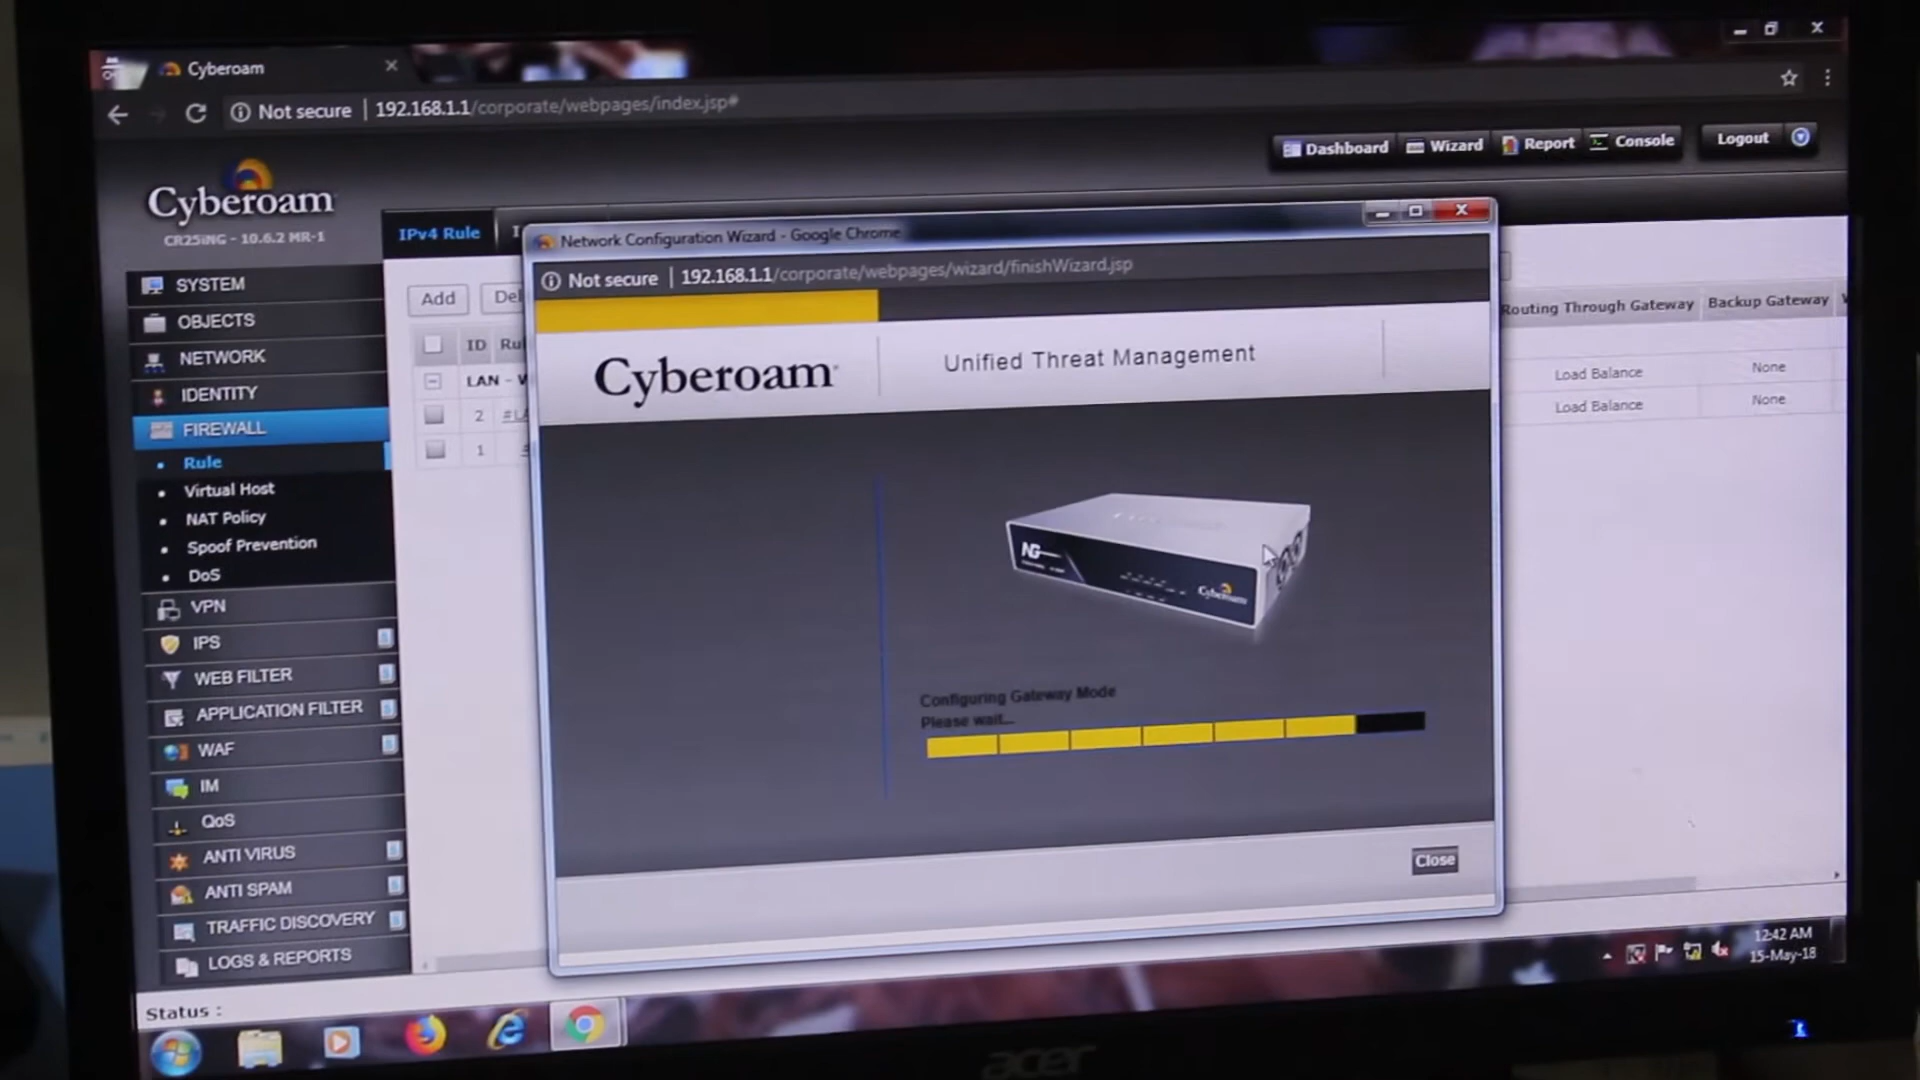 Cyberoam
Not secure | 192.168.1.1/corporate/webpages/index.jsp#
Dashboard Wizard Report Console Logout
Cyberoam
CR25iNG - 10.6.2 MR-1
IPv4 Rule
Network Configuration Wizard - Google Chrome
Not secure | 192.168.1.1/corporate/webpages/wizard/finishWizard.jsp
SYSTEM
OBJECTS
NETWORK
IDENTITY
FIREWALL
Rule
Virtual Host
NAT Policy
Spoof Prevention
DoS
VPN
IPS
WEB FILTER
APPLICATION FILTER
WAF
IM
QoS
ANTI VIRUS
ANTI SPAM
TRAFFIC DISCOVERY
LOGS & REPORTS
Add Del
ID Ru
LAN - W
2 #LA
1 #
Routing Through Gateway Backup Gateway
Load Balance None
Load Balance None
Cyberoam
Unified Threat Management
NG
Cyberoam
Configuring Gateway Mode
Please wait...
Close
Status :
12:42 AM
15-May-18
acer